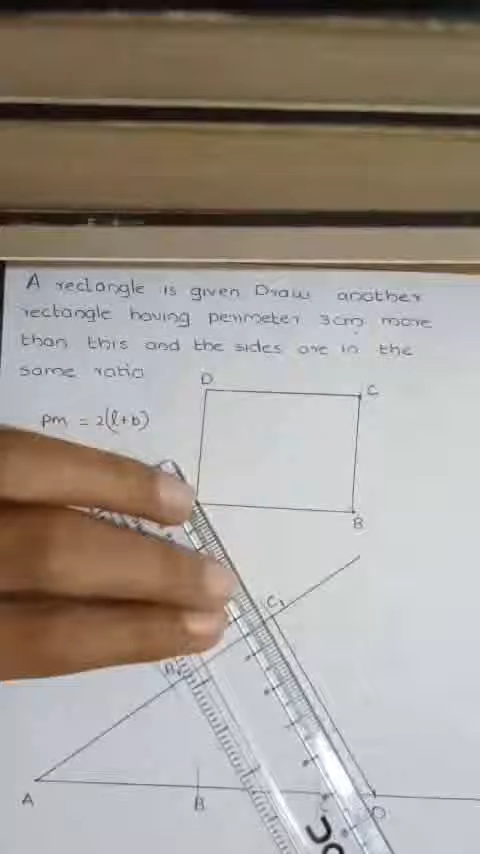 A rectangle is given Draw another
rectangle having perimeter 3cm more
than this and the sides are in the
same ratio
D
C
pm = 2(l+b)
B
C₁
A
B
D